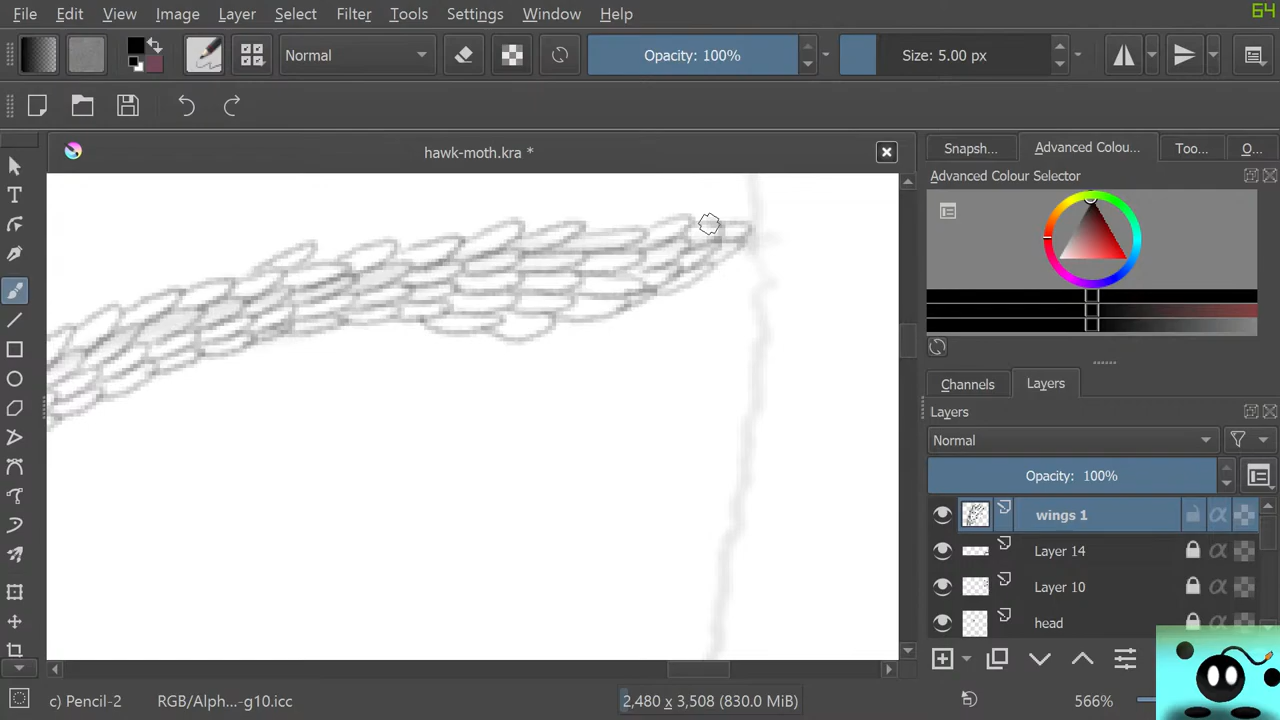 File Edit View Image Layer Select Filter Tools Settings Window Help
64
Normal
Opacity: 100%
Size: 5.00 px
hawk-moth.kra *
Snapsh...
Advanced Colou...
Too...
O...
Advanced Colour Selector
Channels
Layers
Layers
Normal
Opacity: 100%
wings 1
Layer 14
Layer 10
head
c) Pencil-2
RGB/Alph...-g10.icc
2,480 x 3,508 (830.0 MiB)
566%